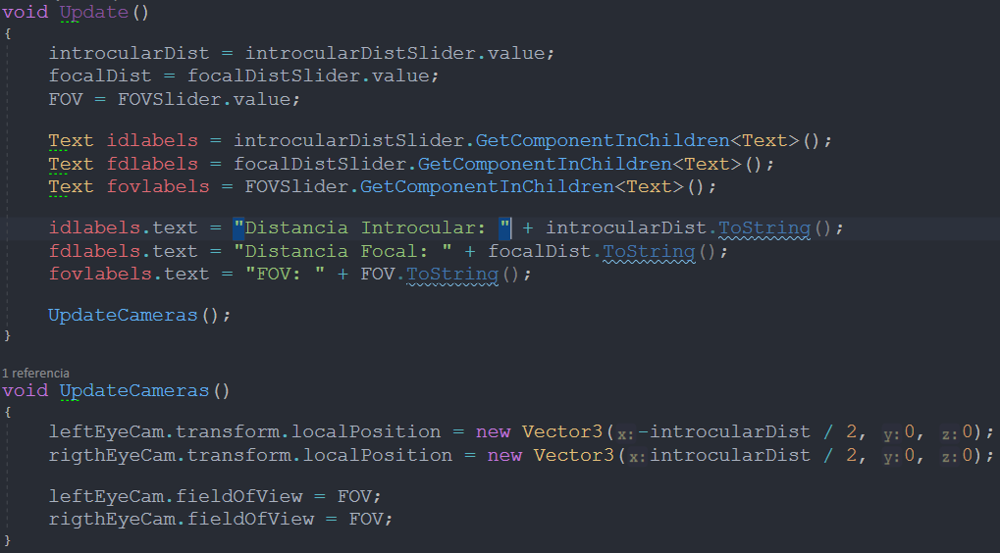 void Update()
{
introcularDist = introcularDistSlider.value;
focalDist = focalDistSlider.value;
FOV = FOVSlider.value;
Text idlabels = introcularDistSlider.GetComponentInChildren<Text>();
Text fdlabels = focalDistSlider.GetComponentInChildren<Text>();
Text fovlabels = FOVSlider.GetComponentInChildren<Text>();
idlabels.text = "Distancia Introcular: " + introcularDist.ToString();
fdlabels.text = "Distancia Focal: " + focalDist.ToString();
fovlabels.text = "FOV: " + FOV.ToString();
UpdateCameras();
}
1 referencia
void UpdateCameras()
{
leftEyeCam.transform.localPosition = new Vector3(x:-introcularDist / 2, y:0, z:0);
rigthEyeCam.transform.localPosition = new Vector3(x:introcularDist / 2, y:0, z:0);
leftEyeCam.fieldOfView = FOV;
rigthEyeCam.fieldOfView = FOV;
}